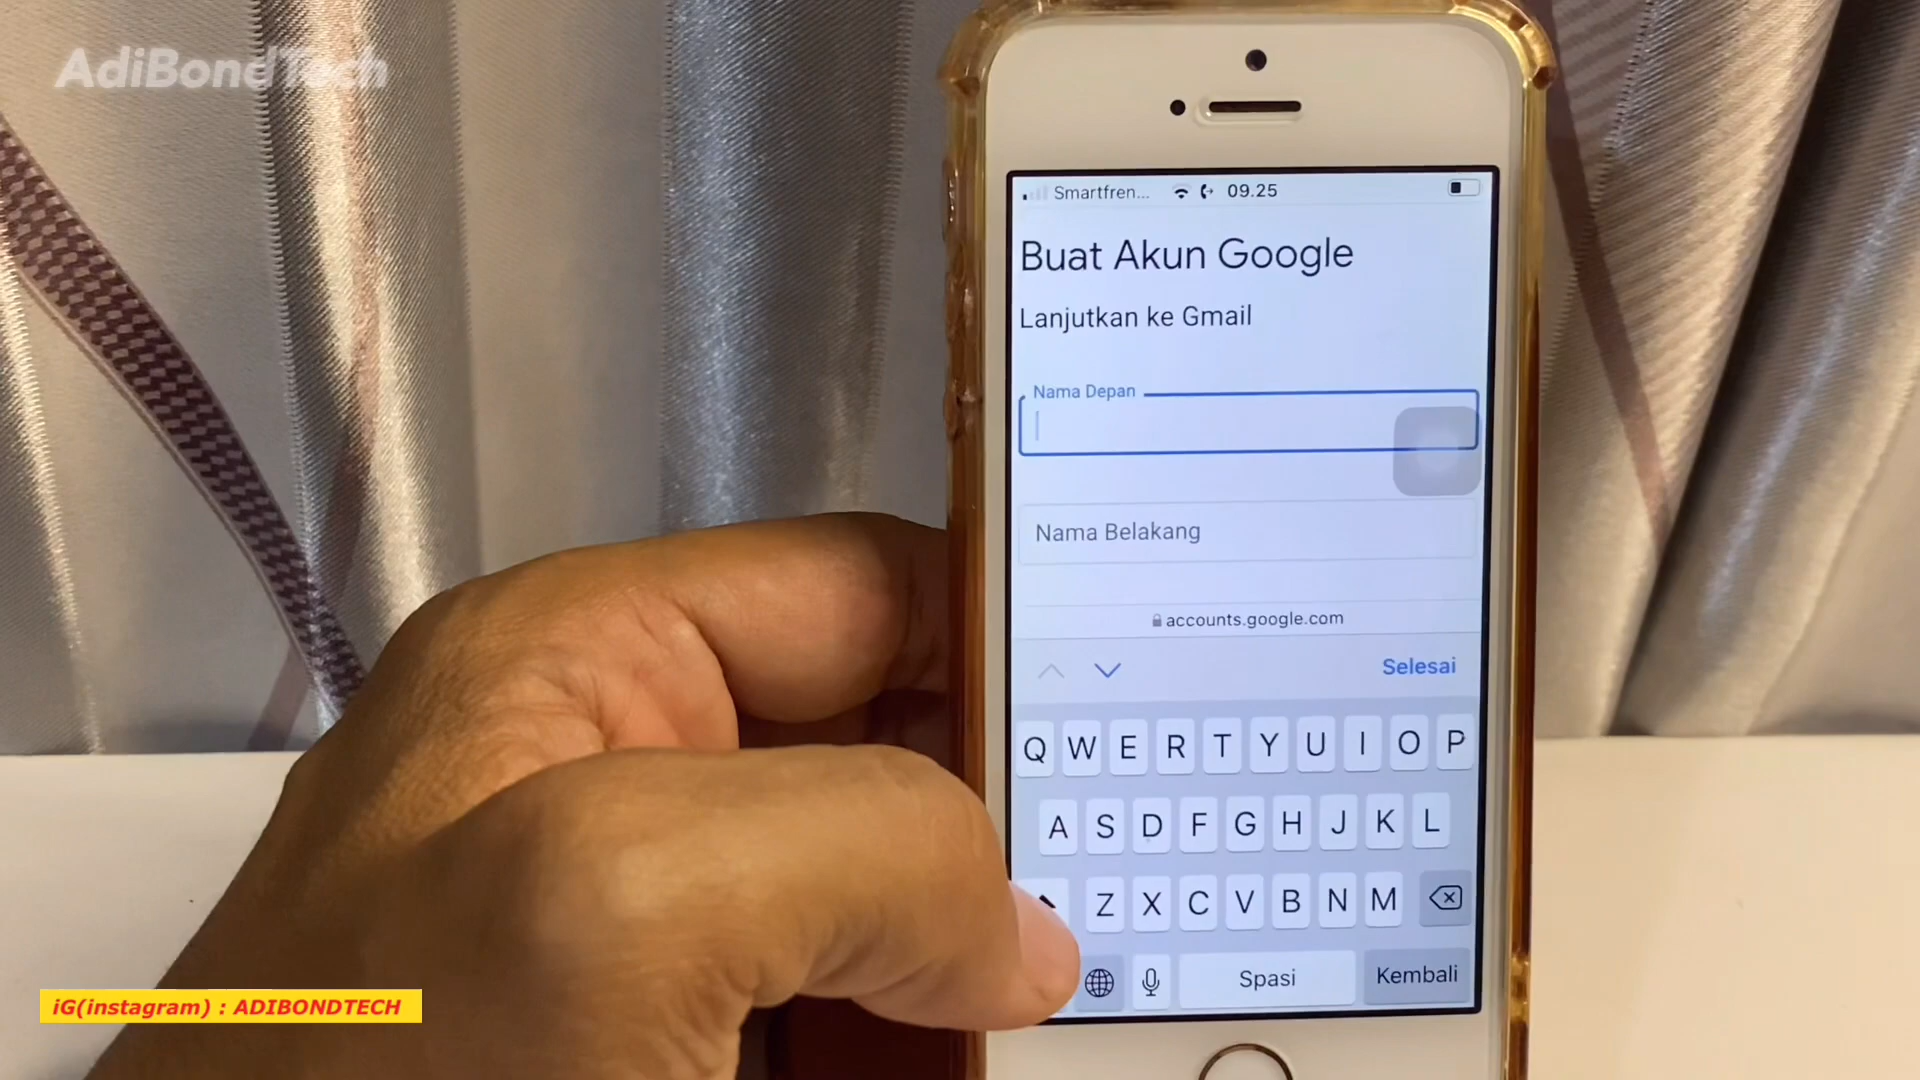 AdiBondTech
Smartfren... 09.25
Buat Akun Google
Lanjutkan ke Gmail
Nama Depan
Nama Belakang
accounts.google.com
Selesai
Q W E R T Y U I O P
A S D F G H J K L
Z X C V B N M
Spasi Kembali
iG(instagram) : ADIBONDTECH